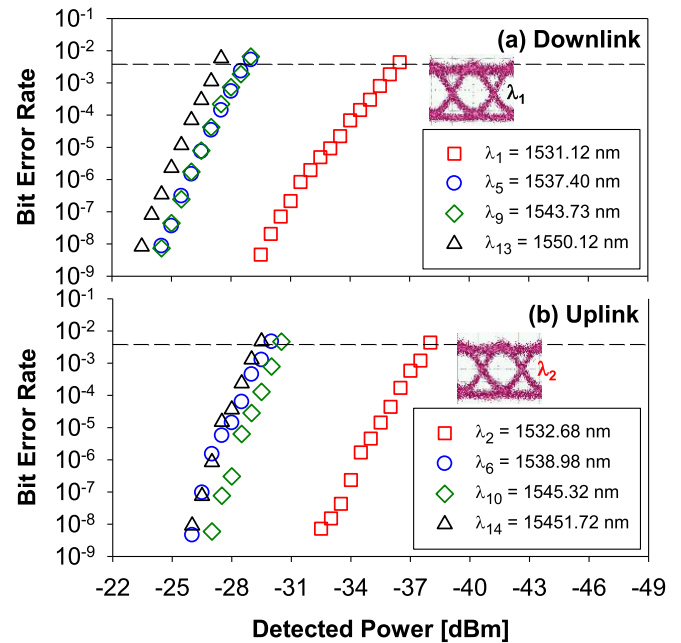 (a) Downlink
Bit Error Rate
10-1
10-2
10-3
10-4
10-5
10-6
10-7
10-8
10-9
λ1
λ1 = 1531.12 nm
λ5 = 1537.40 nm
λ9 = 1543.73 nm
λ13 = 1550.12 nm
(b) Uplink
Bit Error Rate
10-1
10-2
10-3
10-4
10-5
10-6
10-7
10-8
10-9
λ2
λ2 = 1532.68 nm
λ6 = 1538.98 nm
λ10 = 1545.32 nm
λ14 = 15451.72 nm
-22 -25 -28 -31 -34 -37 -40 -43 -46 -49
Detected Power [dBm]